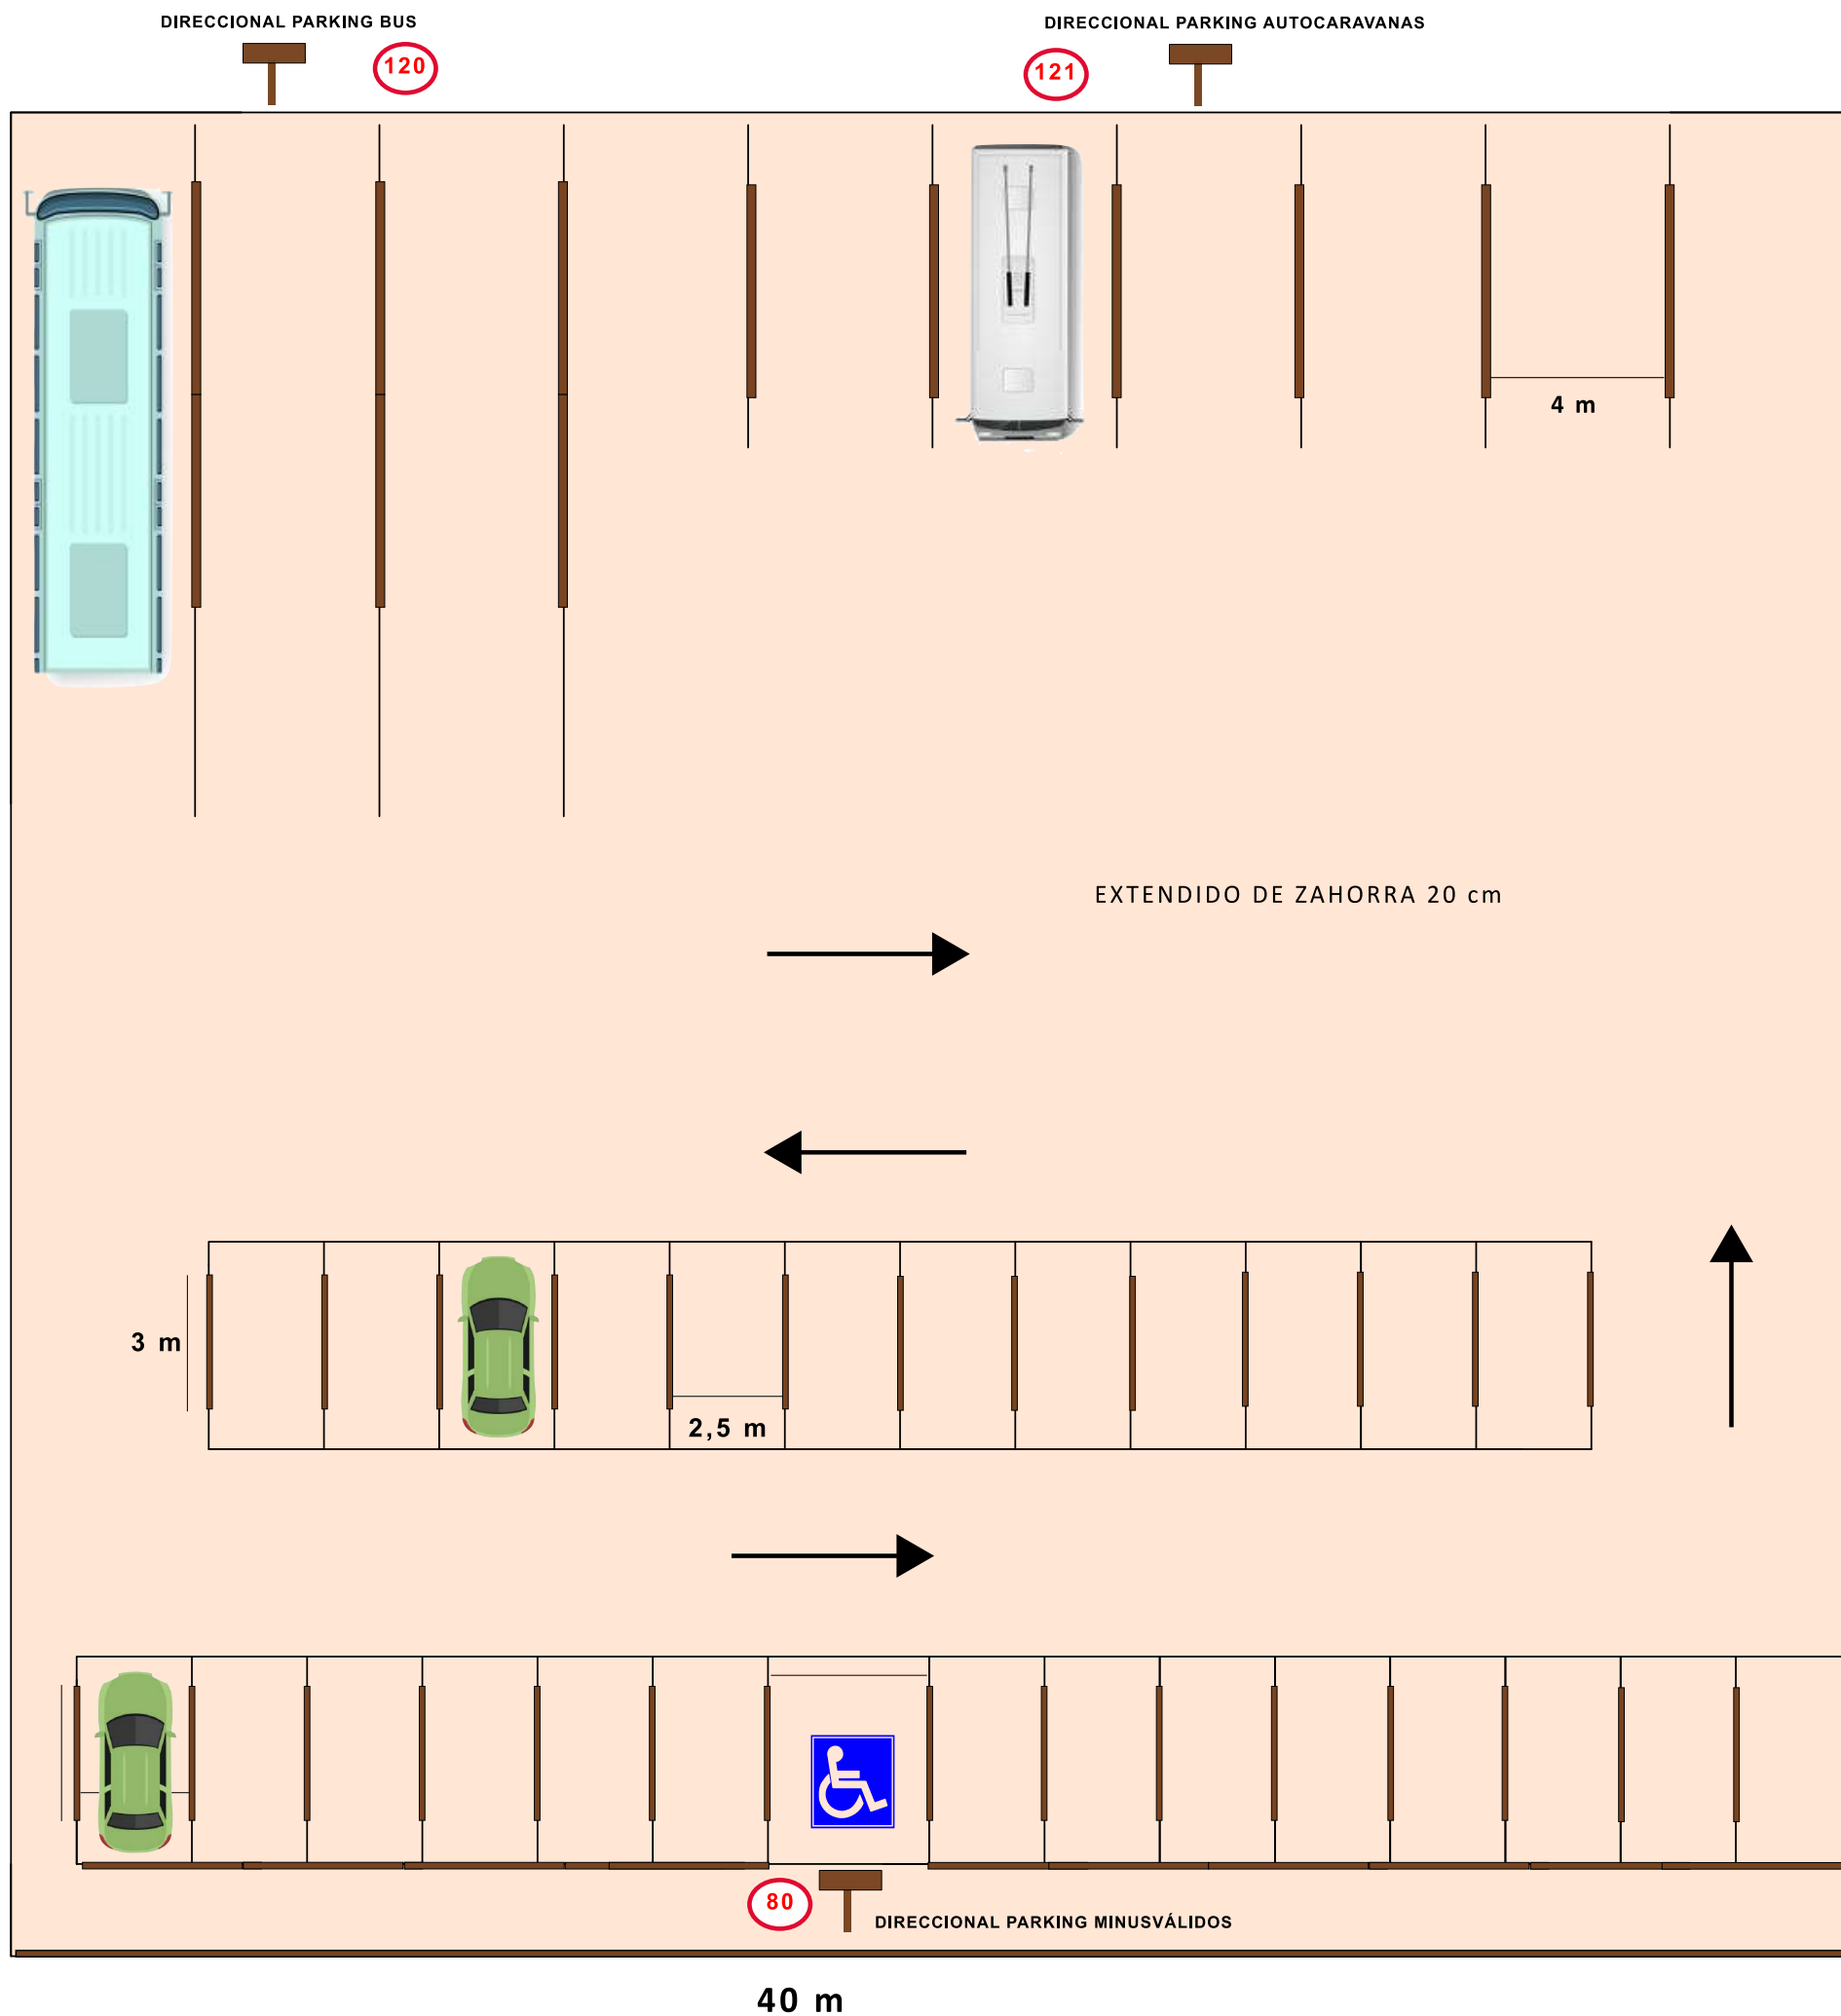 DIRECCIONAL PARKING BUS
120
DIRECCIONAL PARKING AUTOCARAVANAS
121
4 m
EXTENDIDO DE ZAHORRA 20 cm
3 m
2,5 m
80
DIRECCIONAL PARKING MINUSVÁLIDOS
40 m